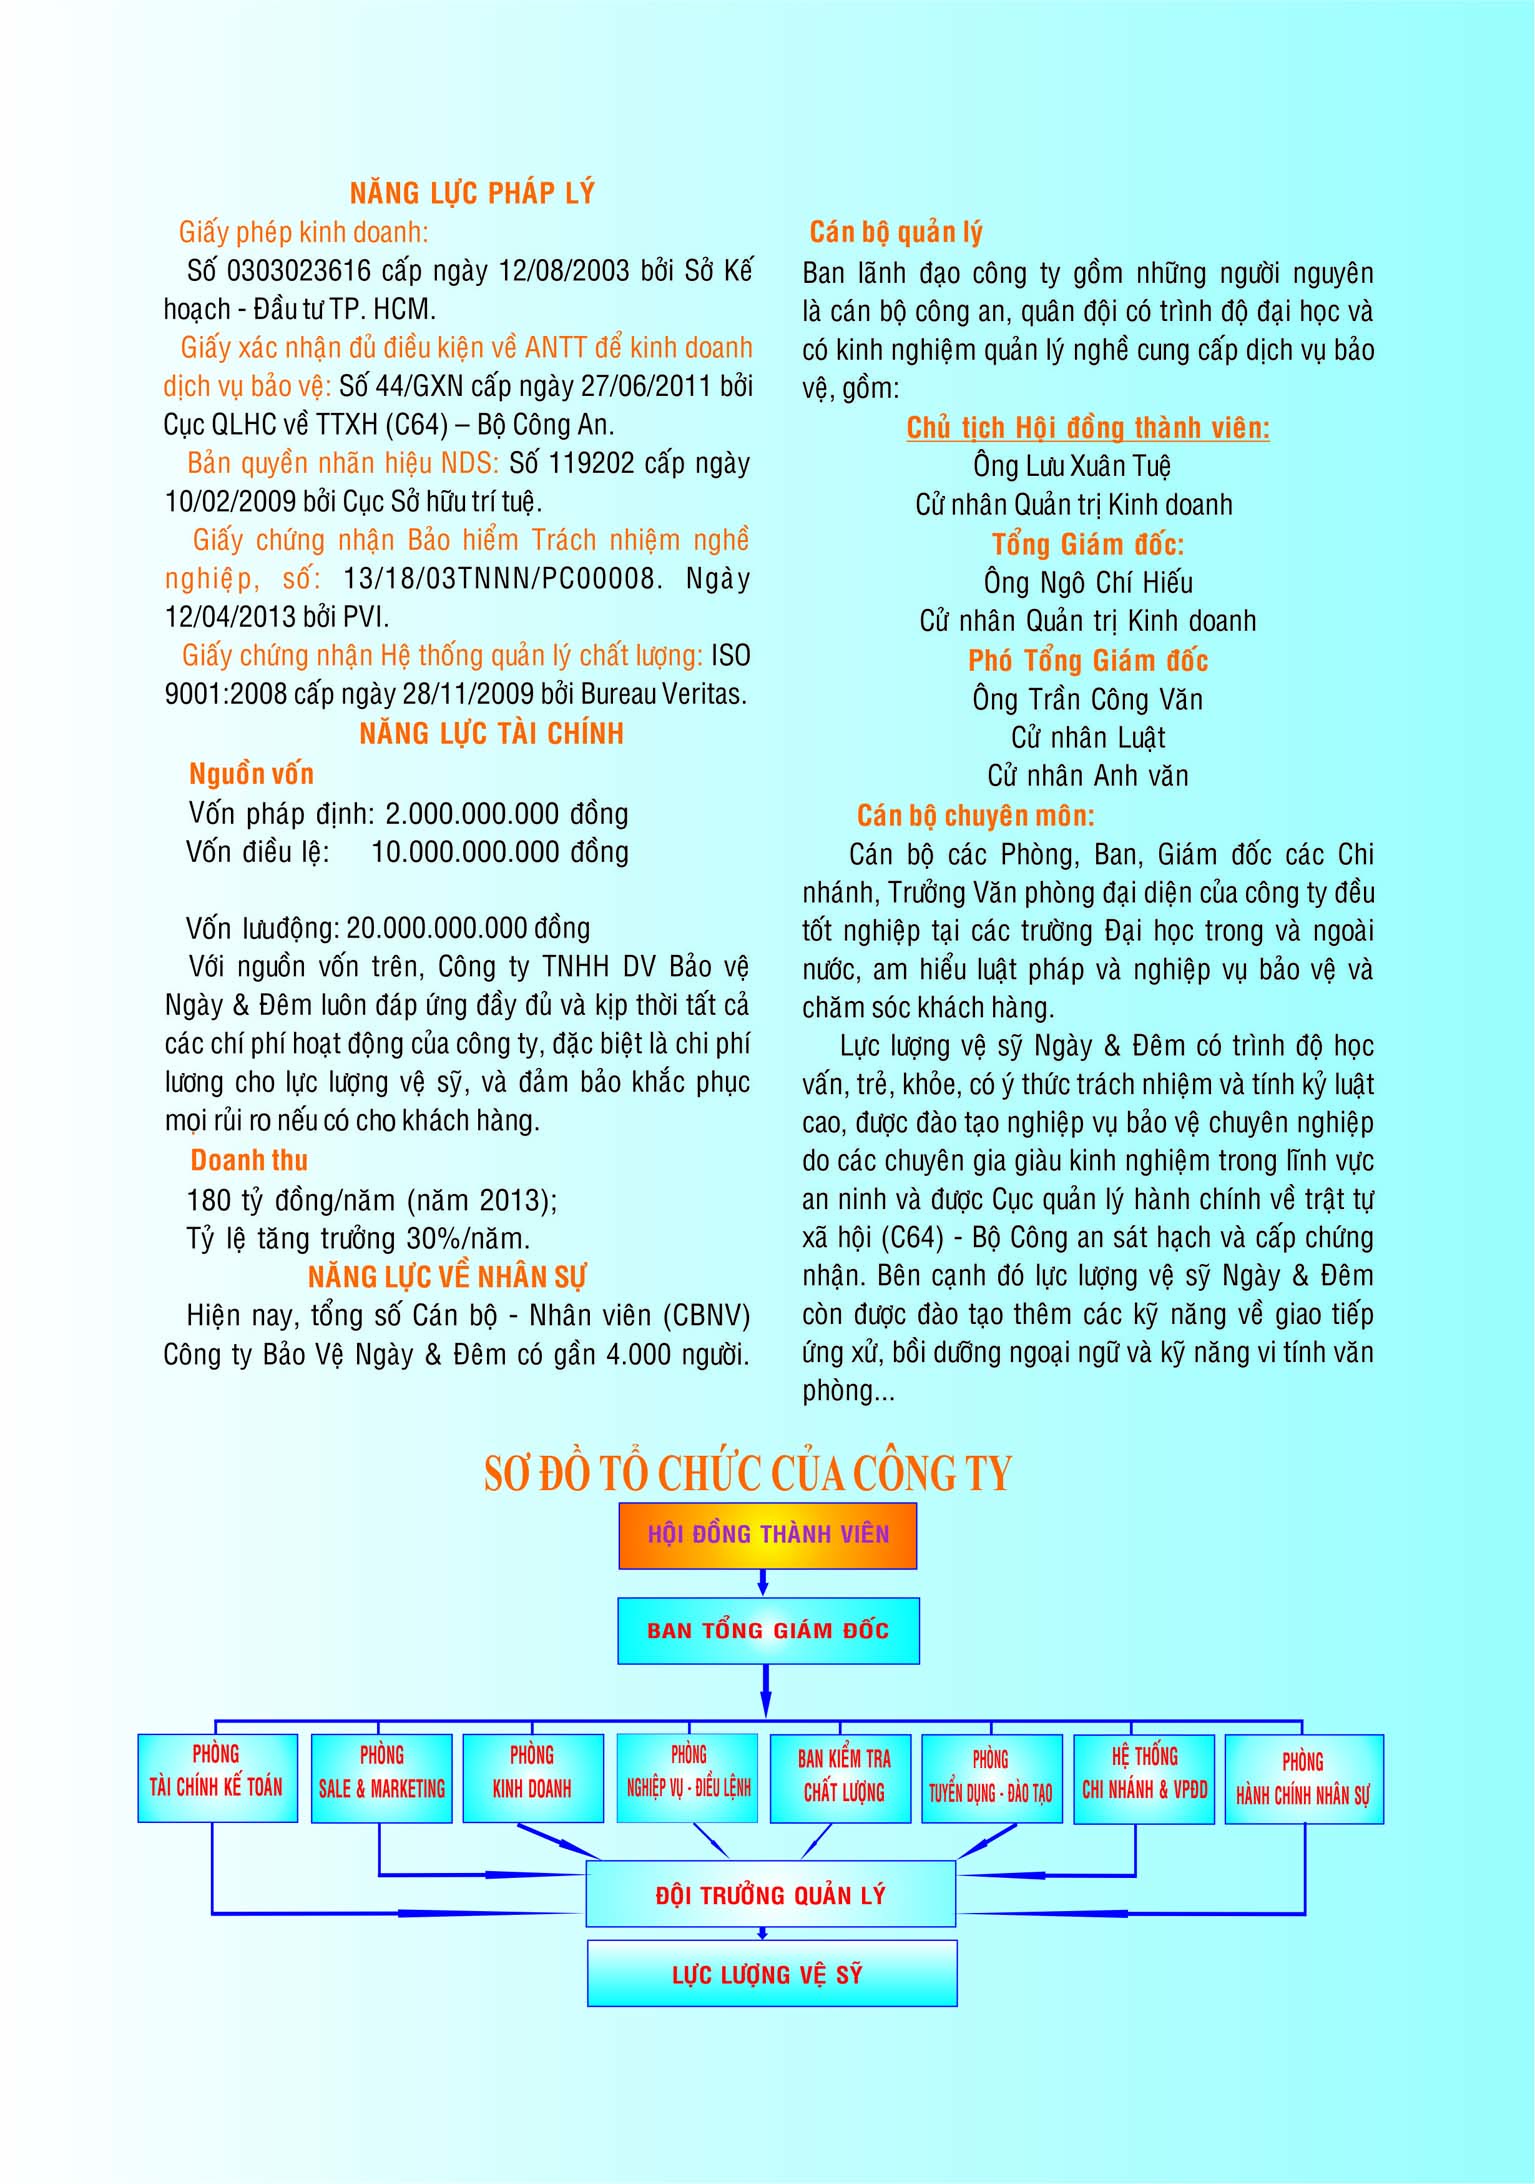 NĂNG LỰC PHÁP LÝ
Giấy phép kinh doanh:
Số 0303023616 cấp ngày 12/08/2003 bởi Sở Kế
hoạch - Đầu tư TP. HCM.
Giấy xác nhận đủ điều kiện về ANTT để kinh doanh
dịch vụ bảo vệ: Số 44/GXN cấp ngày 27/06/2011 bởi
Cục QLHC về TTXH (C64) – Bộ Công An.
Bản quyền nhãn hiệu NDS: Số 119202 cấp ngày
10/02/2009 bởi Cục Sở hữu trí tuệ.
Giấy chứng nhận Bảo hiểm Trách nhiệm nghề
nghiệp, số: 13/18/03TNNN/PC00008. Ngày
12/04/2013 bởi PVI.
Giấy chứng nhận Hệ thống quản lý chất lượng: ISO
9001:2008 cấp ngày 28/11/2009 bởi Bureau Veritas.
NĂNG LỰC TÀI CHÍNH
Nguồn vốn
Vốn pháp định: 2.000.000.000 đồng
Vốn điều lệ: 10.000.000.000 đồng
Vốn lưuđộng: 20.000.000.000 đồng
Với nguồn vốn trên, Công ty TNHH DV Bảo vệ
Ngày & Đêm luôn đáp ứng đầy đủ và kịp thời tất cả
các chí phí hoạt động của công ty, đặc biệt là chi phí
lương cho lực lượng vệ sỹ, và đảm bảo khắc phục
mọi rủi ro nếu có cho khách hàng.
Doanh thu
180 tỷ đồng/năm (năm 2013);
Tỷ lệ tăng trưởng 30%/năm.
NĂNG LỰC VỀ NHÂN SỰ
Hiện nay, tổng số Cán bộ - Nhân viên (CBNV)
Công ty Bảo Vệ Ngày & Đêm có gần 4.000 người.
Cán bộ quản lý
Ban lãnh đạo công ty gồm những người nguyên
là cán bộ công an, quân đội có trình độ đại học và
có kinh nghiệm quản lý nghề cung cấp dịch vụ bảo
vệ, gồm:
Chủ tịch Hội đồng thành viên:
Ông Lưu Xuân Tuệ
Cử nhân Quản trị Kinh doanh
Tổng Giám đốc:
Ông Ngô Chí Hiếu
Cử nhân Quản trị Kinh doanh
Phó Tổng Giám đốc
Ông Trần Công Văn
Cử nhân Luật
Cử nhân Anh văn
Cán bộ chuyên môn:
Cán bộ các Phòng, Ban, Giám đốc các Chi
nhánh, Trưởng Văn phòng đại diện của công ty đều
tốt nghiệp tại các trường Đại học trong và ngoài
nước, am hiểu luật pháp và nghiệp vụ bảo vệ và
chăm sóc khách hàng.
Lực lượng vệ sỹ Ngày & Đêm có trình độ học
vấn, trẻ, khỏe, có ý thức trách nhiệm và tính kỷ luật
cao, được đào tạo nghiệp vụ bảo vệ chuyên nghiệp
do các chuyên gia giàu kinh nghiệm trong lĩnh vực
an ninh và được Cục quản lý hành chính về trật tự
xã hội (C64) - Bộ Công an sát hạch và cấp chứng
nhận. Bên cạnh đó lực lượng vệ sỹ Ngày & Đêm
còn được đào tạo thêm các kỹ năng về giao tiếp
ứng xử, bồi dưỡng ngoại ngữ và kỹ năng vi tính văn
phòng...
SƠ ĐỒ TỔ CHỨC CỦA CÔNG TY
HỘI ĐỒNG THÀNH VIÊN
BAN TỔNG GIÁM ĐỐC
PHÒNG
TÀI CHÍNH KẾ TOÁN
PHÒNG
SALE & MARKETING
PHÒNG
KINH DOANH
PHÒNG
NGHIỆP VỤ - ĐIỀU LỆNH
BAN KIỂM TRA
CHẤT LƯỢNG
PHÒNG
TUYỂN DỤNG - ĐÀO TẠO
HỆ THỐNG
CHI NHÁNH & VPĐD
PHÒNG
HÀNH CHÍNH NHÂN SỰ
ĐỘI TRƯỞNG QUẢN LÝ
LỰC LƯỢNG VỆ SỸ